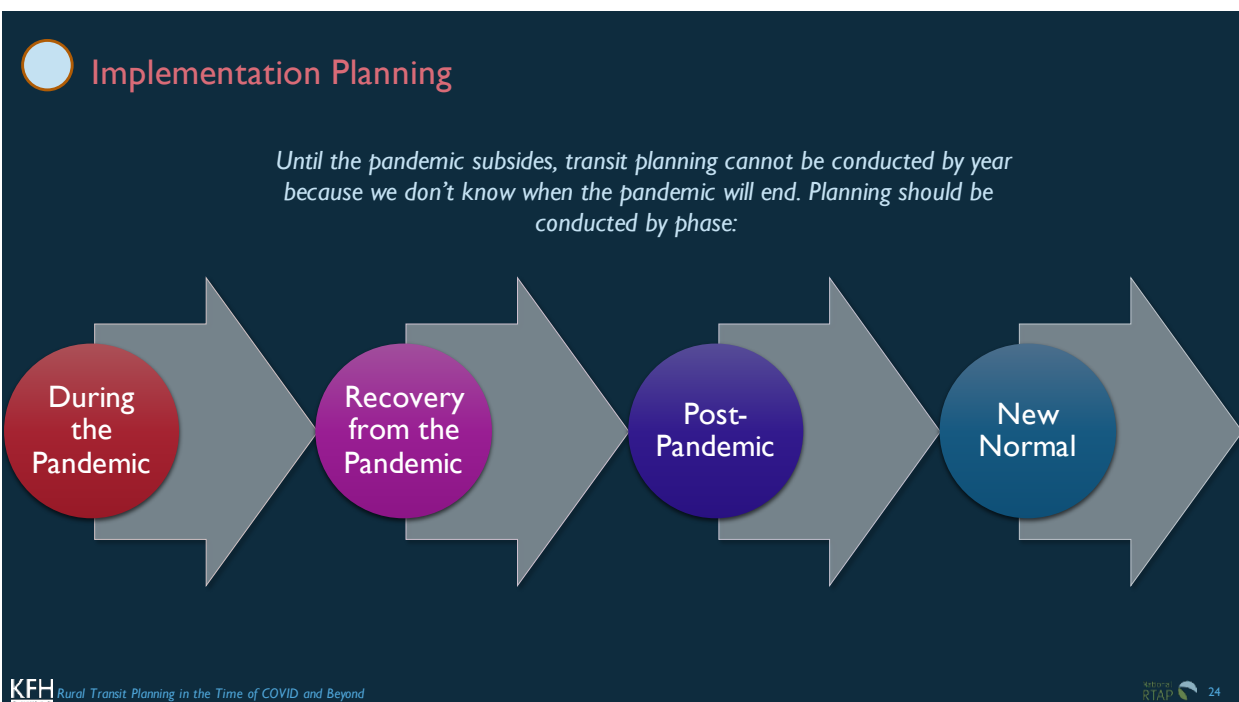 Implementation Planning
Until the pandemic subsides, transit planning cannot be conducted by year
because we don’t know when the pandemic will end. Planning should be
conducted by phase:
During
the
Pandemic
Recovery
from the
Pandemic
Post-
Pandemic
New
Normal
KFH
Rural Transit Planning in the Time of COVID and Beyond
National
RTAP
24